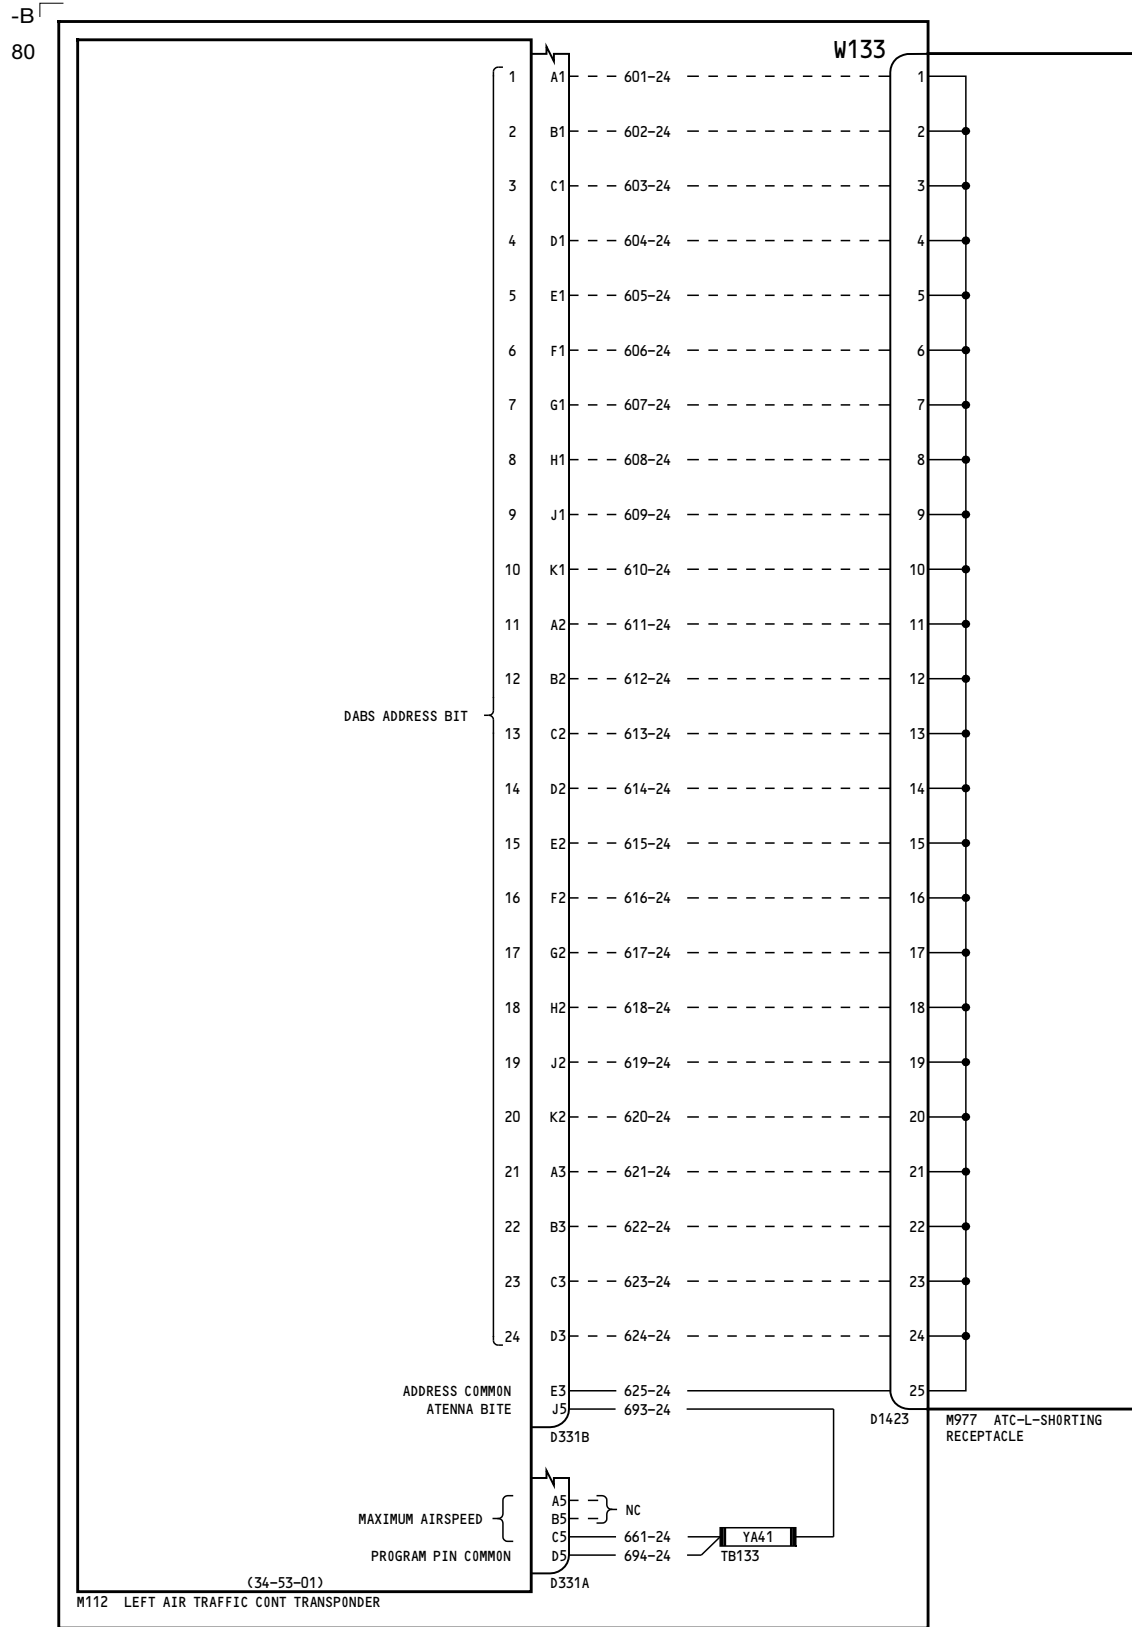 -B
80
W133
1 A1 601-24 1
2 B1 602-24 2
3 C1 603-24 3
4 D1 604-24 4
5 E1 605-24 5
6 F1 606-24 6
7 G1 607-24 7
8 H1 608-24 8
9 J1 609-24 9
10 K1 610-24 10
11 A2 611-24 11
12 B2 612-24 12
DABS ADDRESS BIT
13 C2 613-24 13
14 D2 614-24 14
15 E2 615-24 15
16 F2 616-24 16
17 G2 617-24 17
18 H2 618-24 18
19 J2 619-24 19
20 K2 620-24 20
21 A3 621-24 21
22 B3 622-24 22
23 C3 623-24 23
24 D3 624-24 24
ADDRESS COMMON E3 625-24 25
ATENNA BITE J5 693-24
D1423
M977 ATC-L-SHORTING
RECEPTACLE
D331B
A5
NC
MAXIMUM AIRSPEED B5
C5 661-24 YA41
PROGRAM PIN COMMON D5 694-24 TB133
(34-53-01)
D331A
M112 LEFT AIR TRAFFIC CONT TRANSPONDER